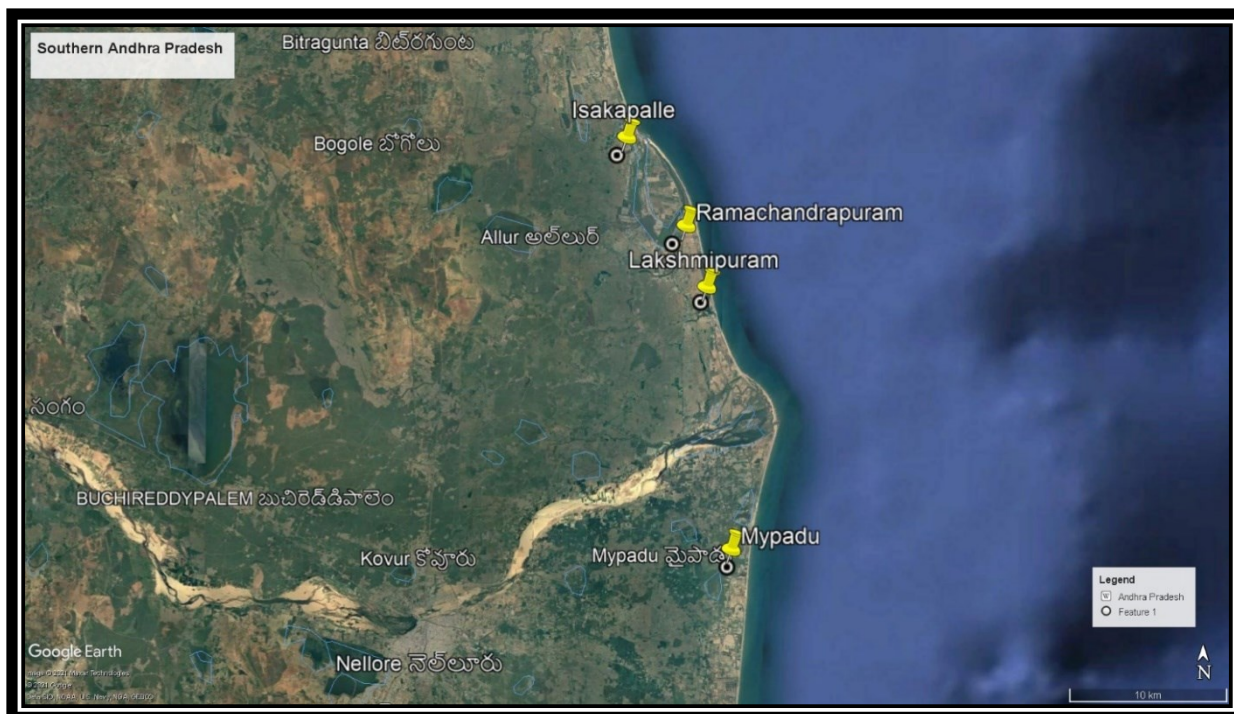 Southern Andhra Pradesh
Bitragunta బిట్రగుంట
Isakapalle
Bogole బోగోలు
Ramachandrapuram
Allur అల్లుర్
Lakshmipuram
సంగం
BUCHIREDDYPALEM బుచిరెడ్డిపాలెం
Mypadu
Kovur కోవూరు
Mypadu మైపాడు
Legend
Andhra Pradesh
Feature 1
Google Earth
Nellore నెల్లూరు
N
10 km